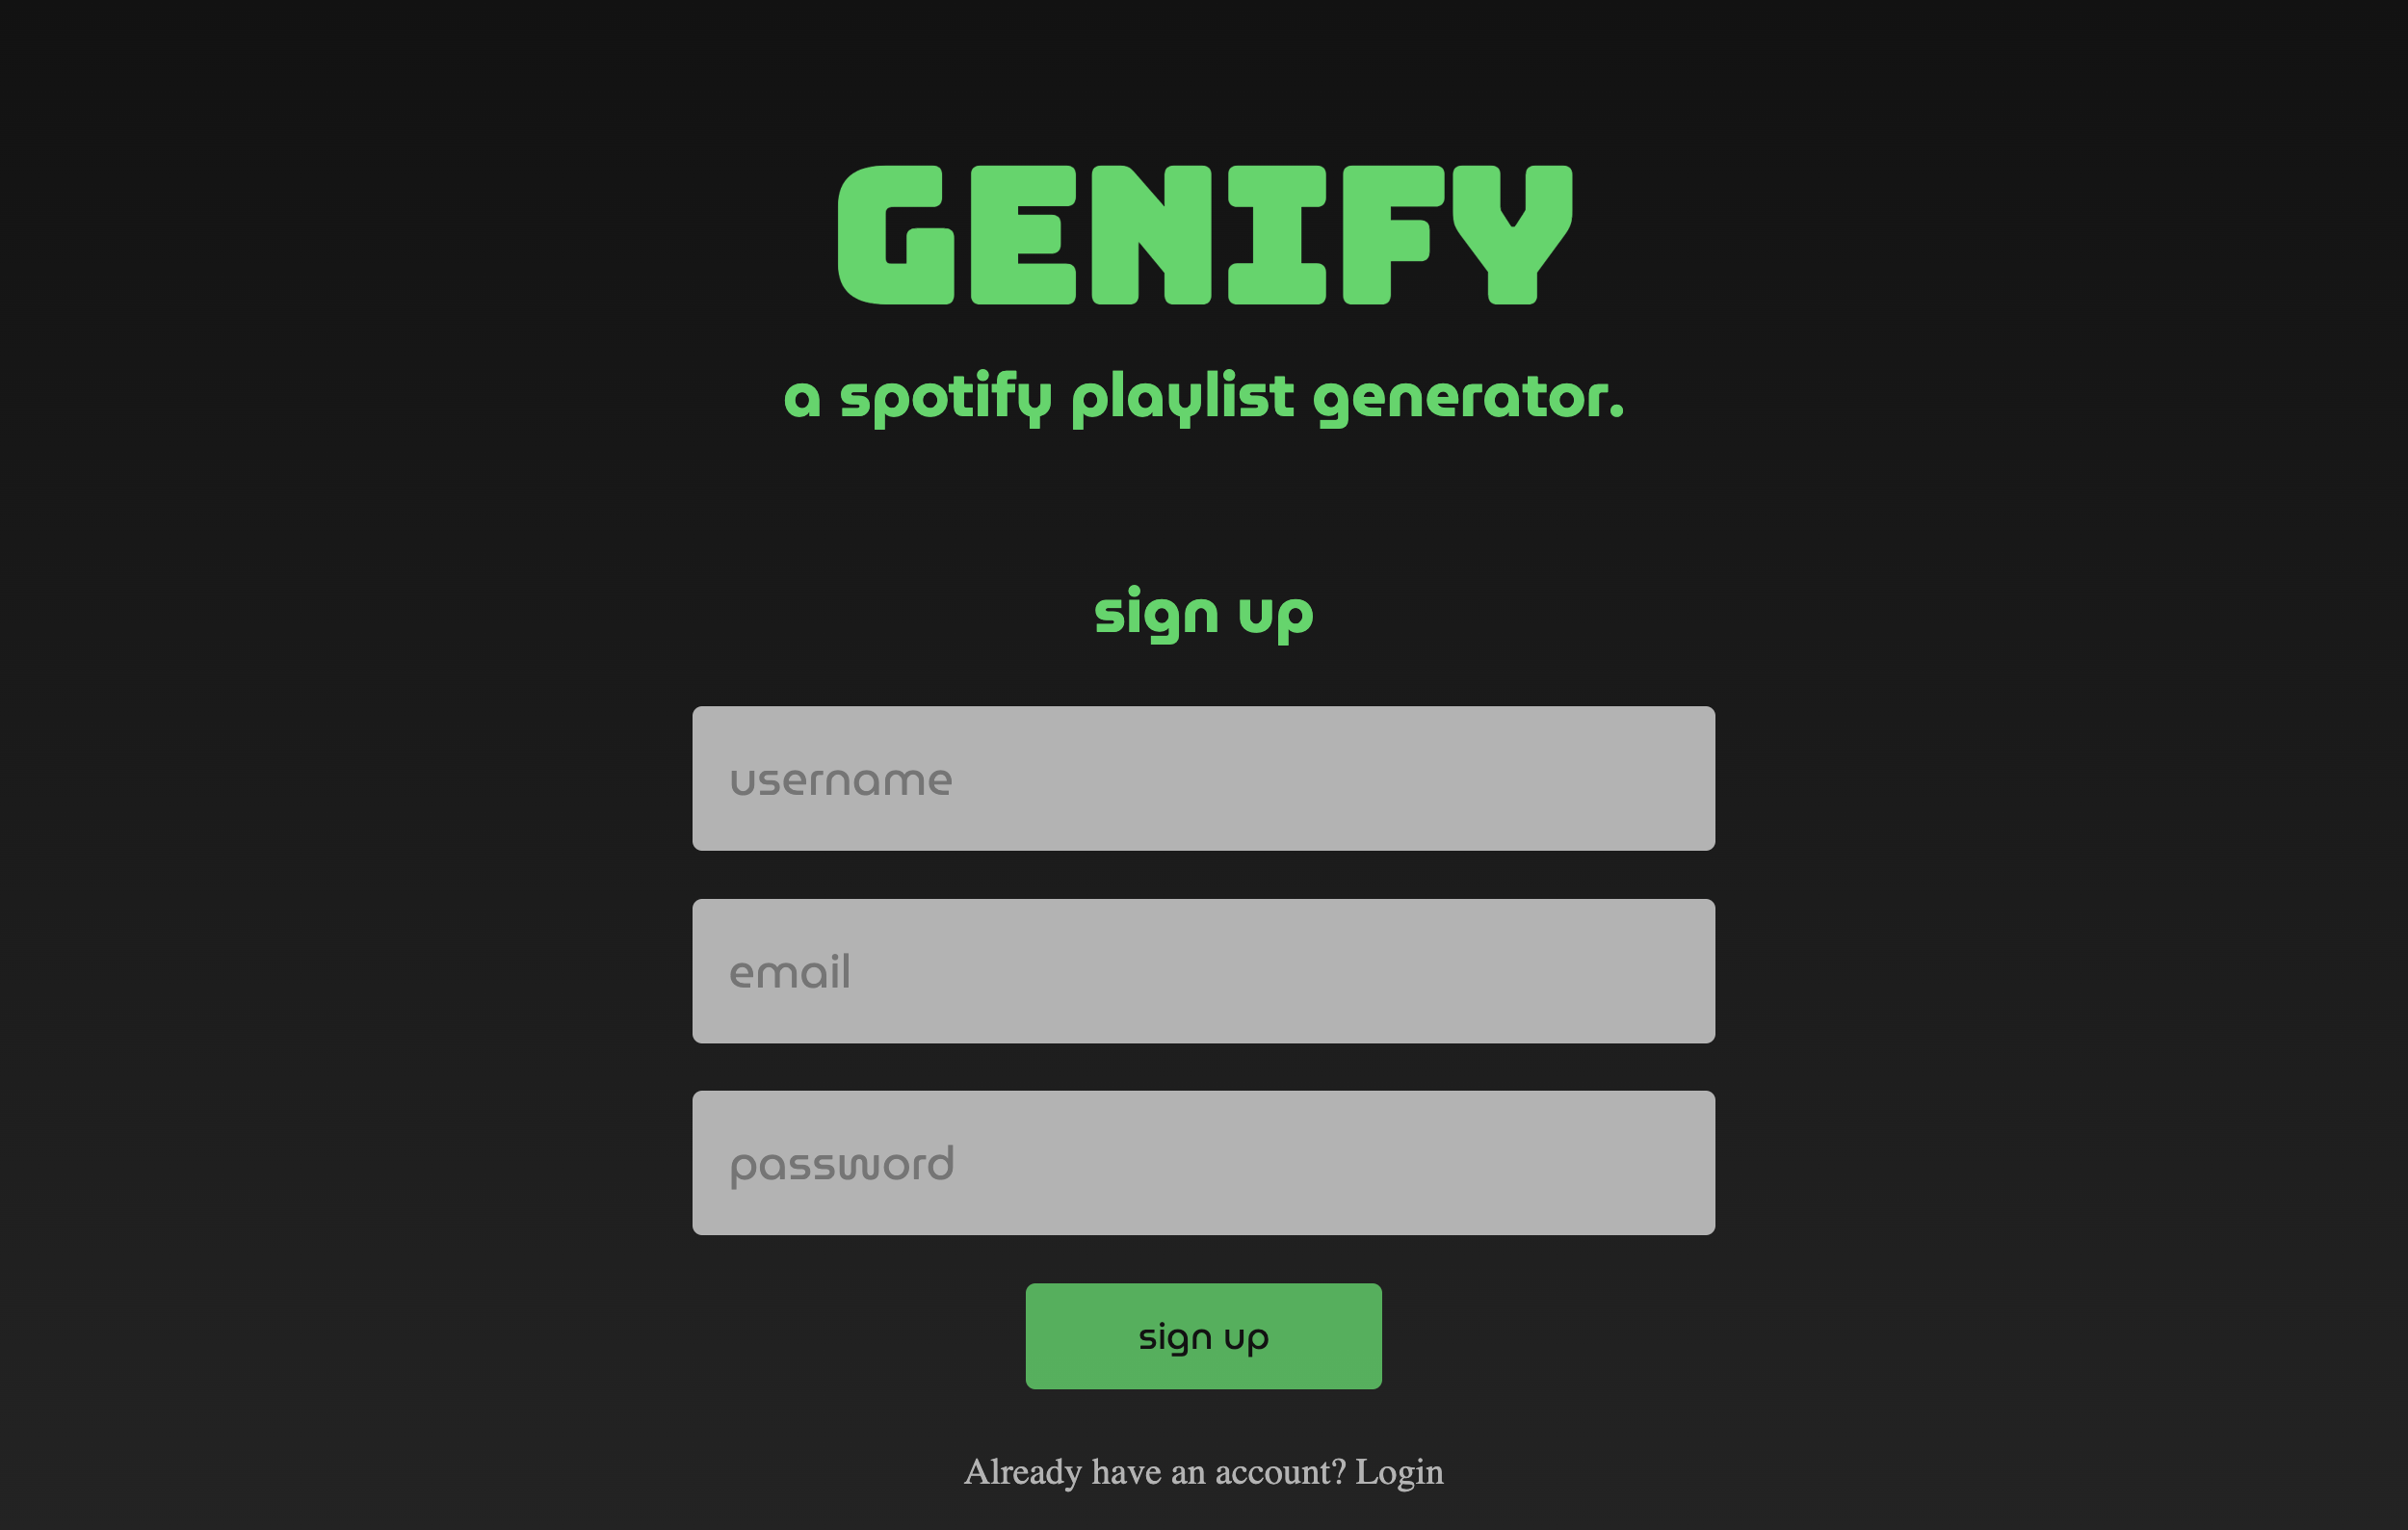 GENIFY
a spotify playlist generator.
sign up
username
email
password
sign up
Already have an account? Login